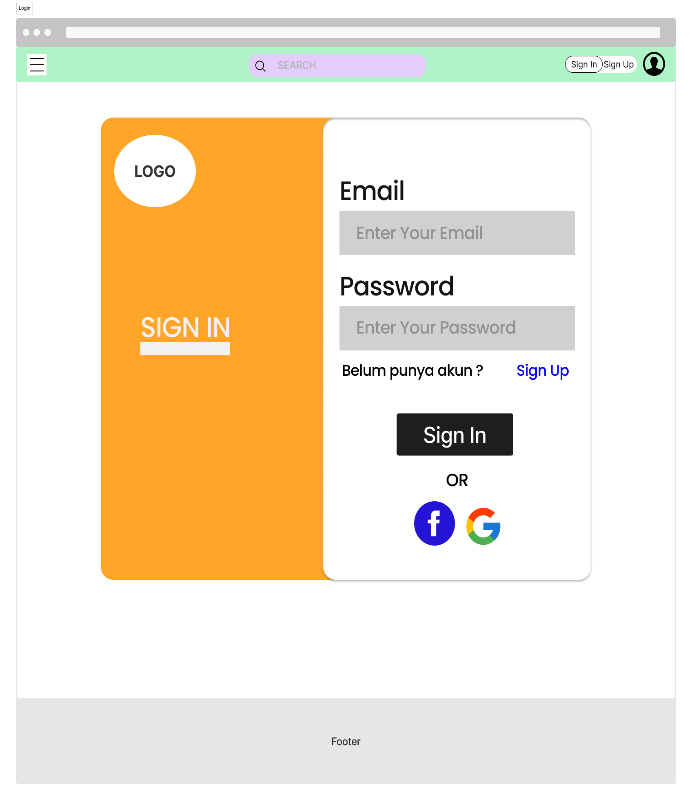 Login
SEARCH
Sign In
Sign Up
LOGO
SIGN IN
Email
Enter Your Email
Password
Enter Your Password
Belum punya akun ? Sign Up
Sign In
OR
f G
Footer